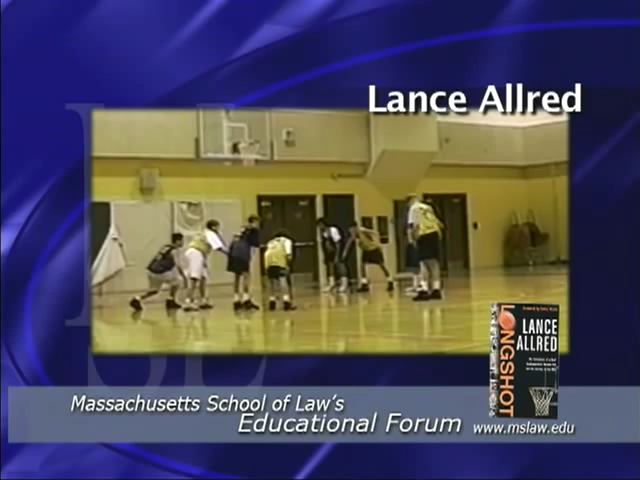 Lance Allred
LONGSHOT
LANCE
ALLRED
Massachusetts School of Law's
Educational Forum
www.mslaw.edu